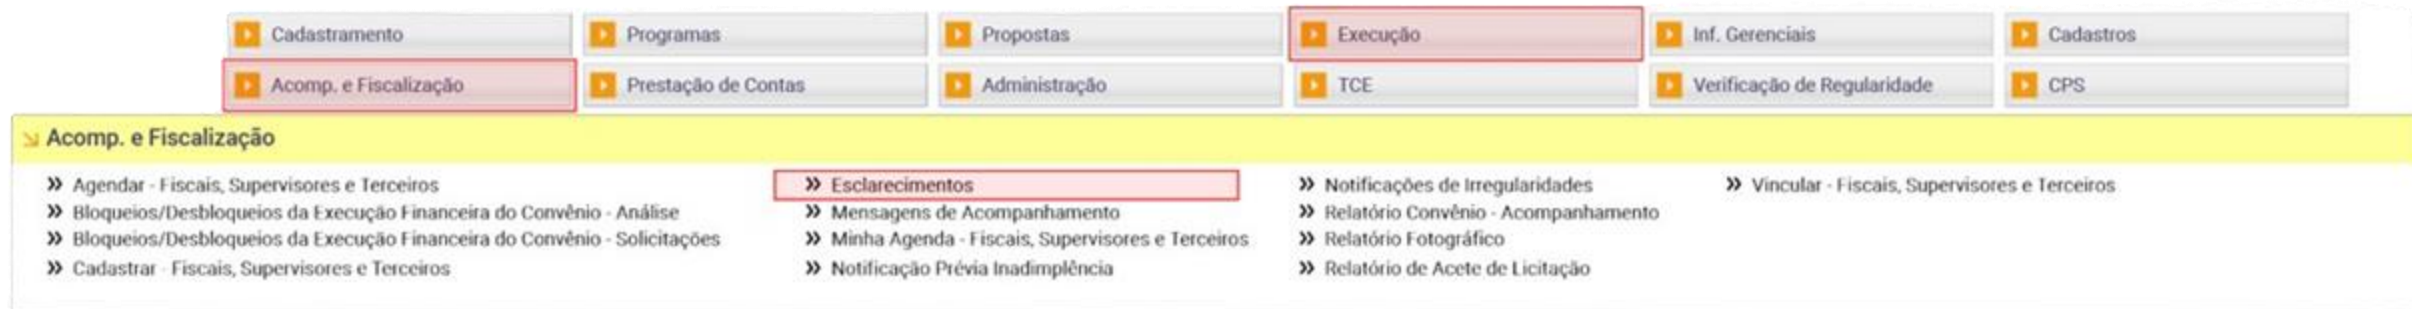 Cadastramento Programas Propostas Execução Inf. Gerenciais Cadastros
Acomp. e Fiscalização Prestação de Contas Administração TCE Verificação de Regularidade CPS
Acomp. e Fiscalização
» Agendar - Fiscais, Supervisores e Terceiros » Esclarecimentos » Notificações de Irregularidades » Vincular - Fiscais, Supervisores e Terceiros
» Bloqueios/Desbloqueios da Execução Financeira do Convênio - Análise » Mensagens de Acompanhamento » Relatório Convênio - Acompanhamento
» Bloqueios/Desbloqueios da Execução Financeira do Convênio - Solicitações » Minha Agenda - Fiscais, Supervisores e Terceiros » Relatório Fotográfico
» Cadastrar - Fiscais, Supervisores e Terceiros » Notificação Prévia Inadimplência » Relatório de Acete de Licitação